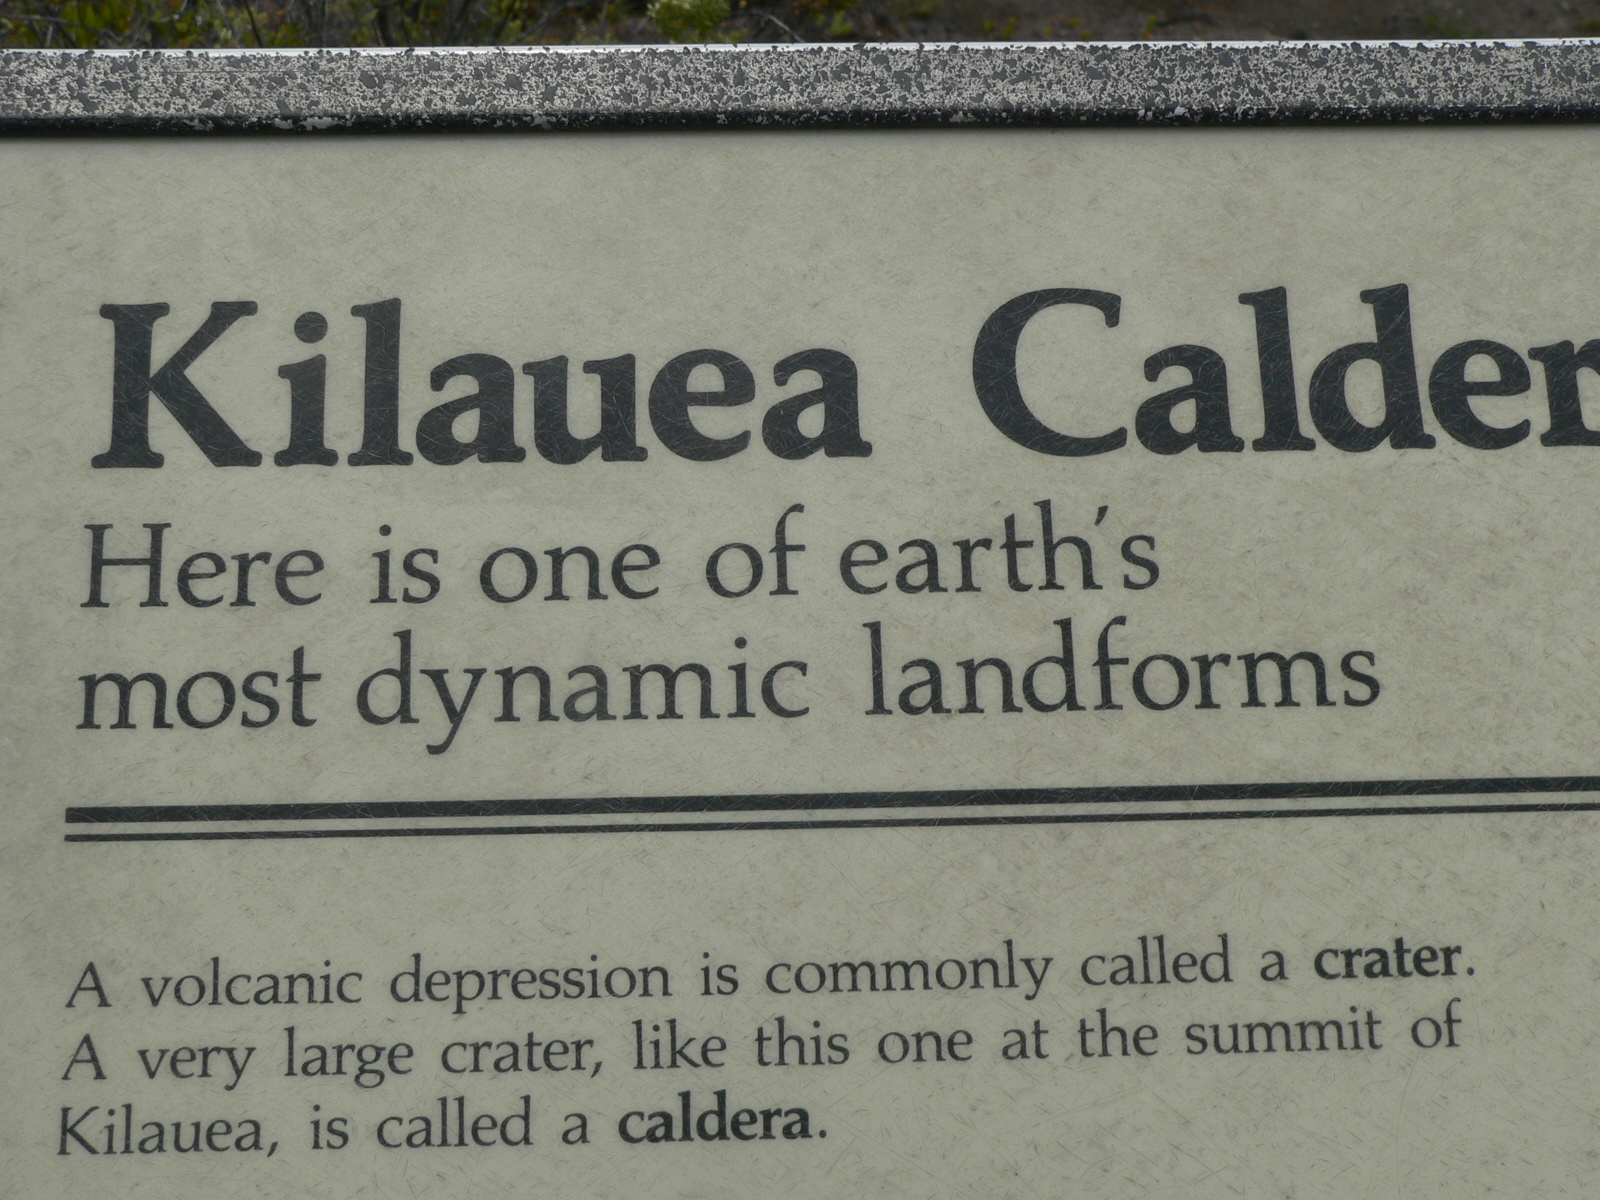 Kilauea Calder
Here is one of earth's
most dynamic landforms
A volcanic depression is commonly called a crater.
A very large crater, like this one at the summit of
Kilauea, is called a caldera.